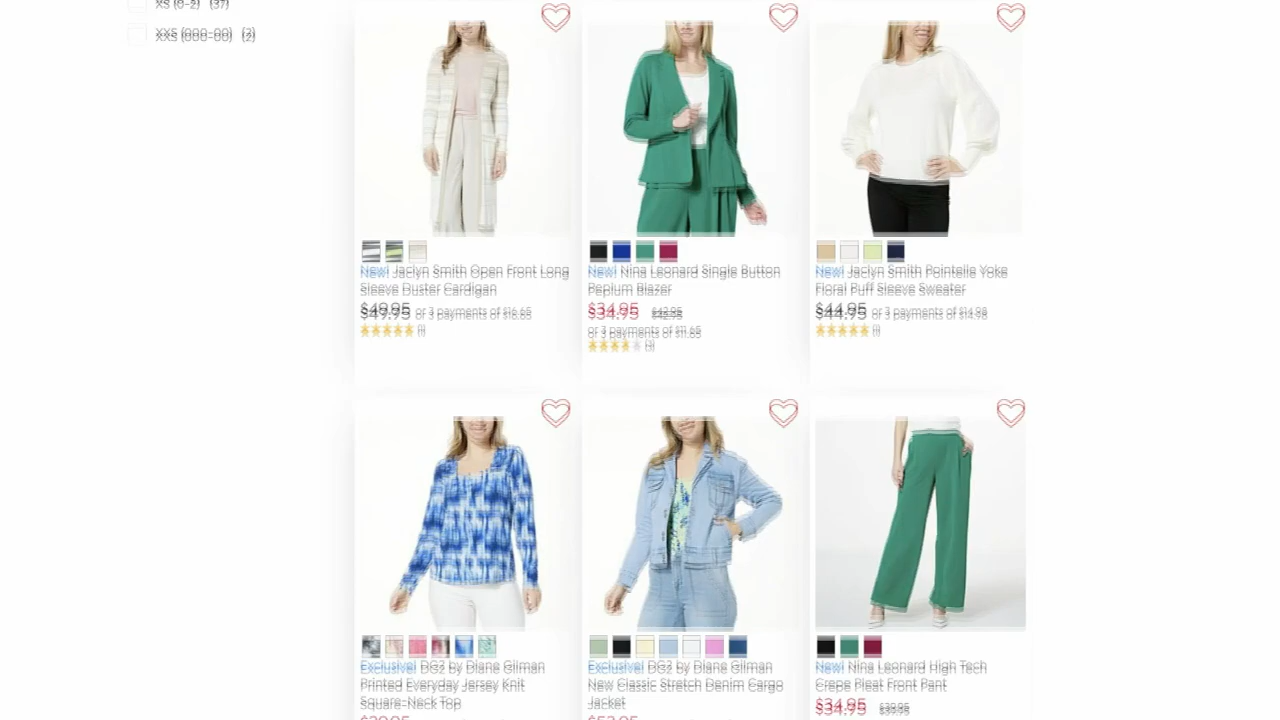 XS (0-2) (37)
XXS (000-00) (2)
New! Jaclyn Smith Open Front Long
Sleeve Duster Cardigan
$49.95 or 3 payments of $16.65
(1)
New! Nina Leonard Single Button
Peplum Blazer
$34.95
or 3 payments of $11.65
(3)
New! Jaclyn Smith Pointelle Yoke
Floral Puff Sleeve Sweater
$44.95 or 3 payments of $14.98
(1)
Exclusive! DG2 by Diane Gilman
Printed Everyday Jersey Knit
Square-Neck Top
$39.95
Exclusive! DG2 by Diane Gilman
New Classic Stretch Denim Cargo
Jacket
New! Nina Leonard High Tech
Crepe Pleat Front Pant
$34.95 $39.95